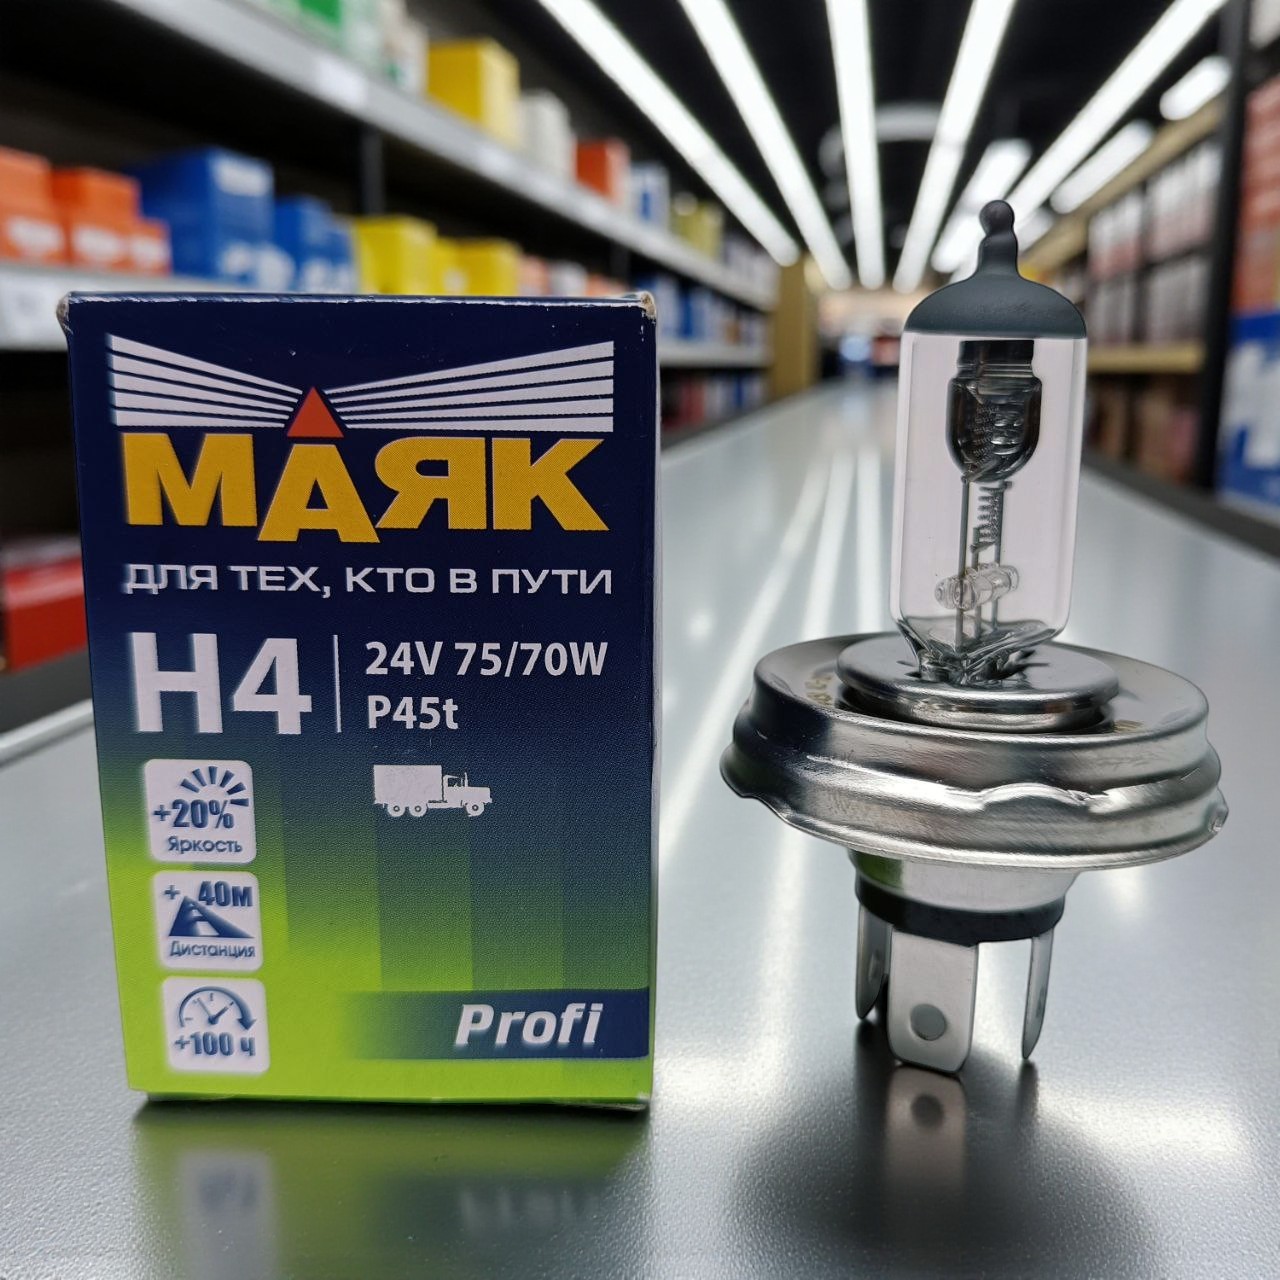 МАЯК
ДЛЯ ТЕХ, КТО В ПУТИ
H4
24V 75/70W
P45t
+20%
Яркость
+ 40м
Дистанция
+100 ч
Profi